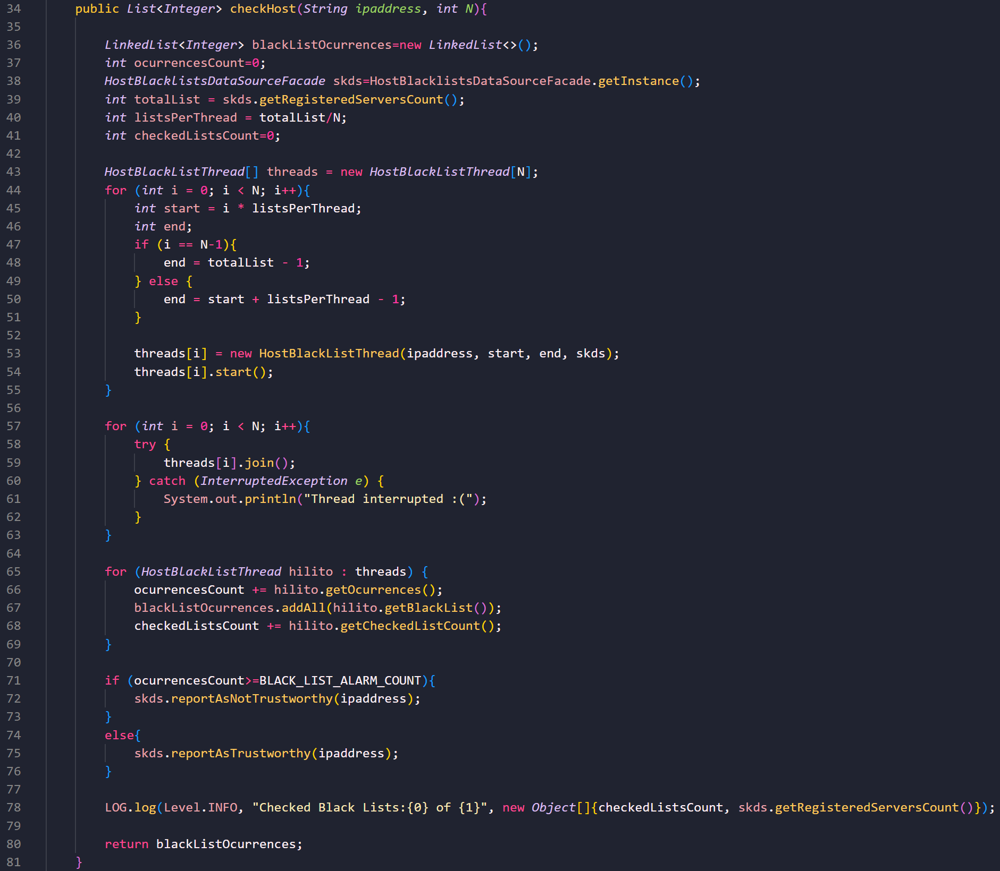 34 public List<Integer> checkHost(String ipaddress, int N){
35
36 LinkedList<Integer> blackListOcurrences=new LinkedList<>();
37 int ocurrencesCount=0;
38 HostBlacklistsDataSourceFacade skds=HostBlacklistsDataSourceFacade.getInstance();
39 int totalList = skds.getRegisteredServersCount();
40 int listsPerThread = totalList/N;
41 int checkedListsCount=0;
42
43 HostBlackListThread[] threads = new HostBlackListThread[N];
44 for (int i = 0; i < N; i++){
45 int start = i * listsPerThread;
46 int end;
47 if (i == N-1){
48 end = totalList - 1;
49 } else {
50 end = start + listsPerThread - 1;
51 }
52
53 threads[i] = new HostBlackListThread(ipaddress, start, end, skds);
54 threads[i].start();
55 }
56
57 for (int i = 0; i < N; i++){
58 try {
59 threads[i].join();
60 } catch (InterruptedException e) {
61 System.out.println("Thread interrupted :(");
62 }
63 }
64
65 for (HostBlackListThread hilito : threads) {
66 ocurrencesCount += hilito.getOcurrences();
67 blackListOcurrences.addAll(hilito.getBlackList());
68 checkedListsCount += hilito.getCheckedListCount();
69 }
70
71 if (ocurrencesCount>=BLACK_LIST_ALARM_COUNT){
72 skds.reportAsNotTrustworthy(ipaddress);
73 }
74 else{
75 skds.reportAsTrustworthy(ipaddress);
76 }
77
78 LOG.log(Level.INFO, "Checked Black Lists:{0} of {1}", new Object[]{checkedListsCount, skds.getRegisteredServersCount()});
79
80 return blackListOcurrences;
81 }